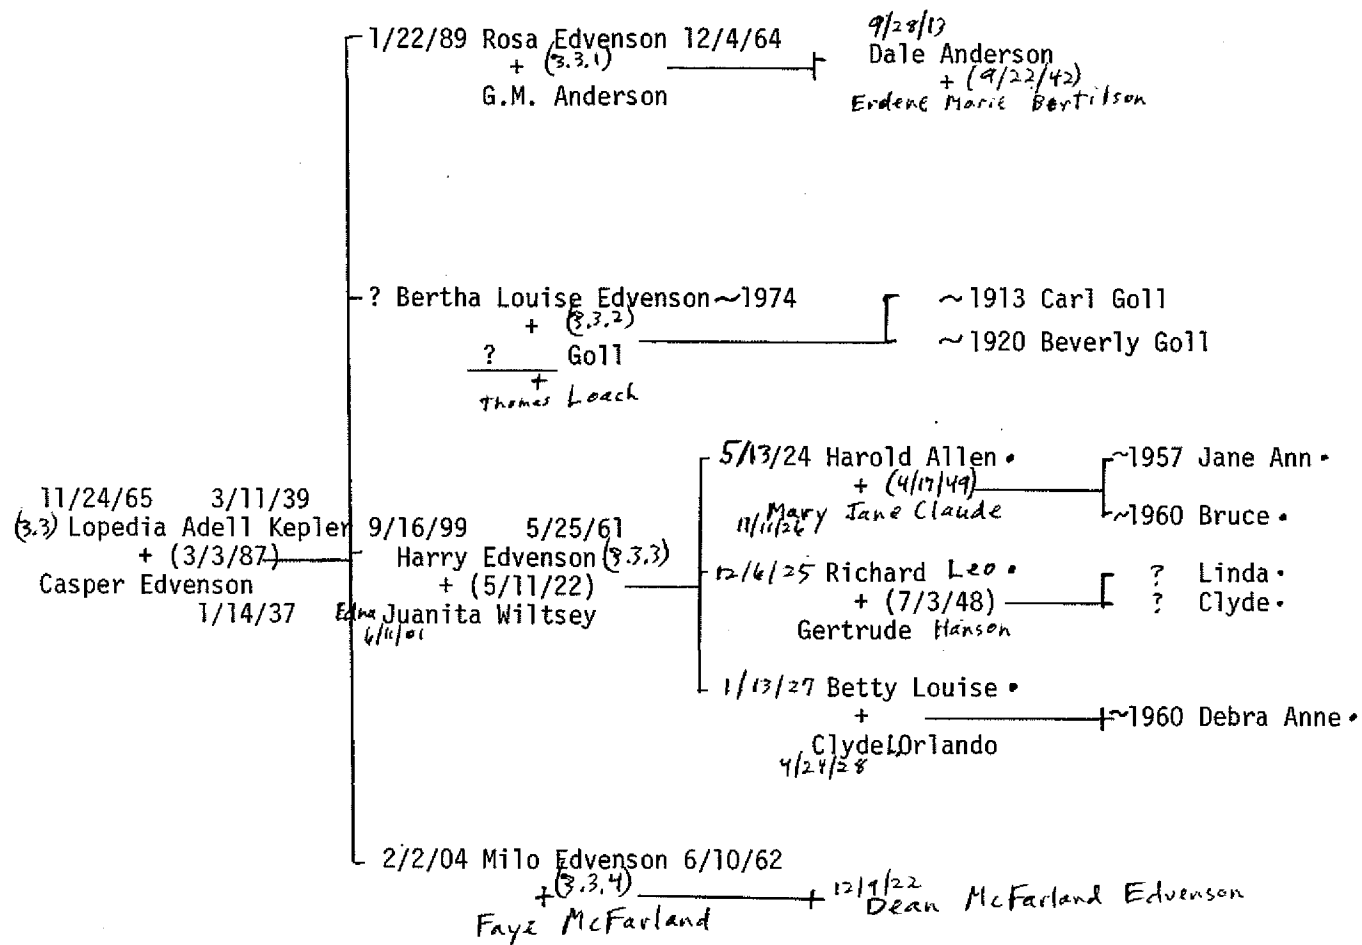 1/22/89 Rosa Edvenson 12/4/64
+ (3.3.1)
G.M. Anderson
9/28/13
Dale Anderson
+ (9/22/42)
Erdene Marie Bertilson
? Bertha Louise Edvenson ~1974
+ (3.3.2)
? Goll
+
Thomas Loach
~ 1913 Carl Goll
~ 1920 Beverly Goll
11/24/65 3/11/39
(3.3) Lopedia Adell Kepler
+ (3/3/87)
Casper Edvenson
1/14/37
9/16/99 5/25/61
Harry Edvenson (3.3.3)
+ (5/11/22)
Edna Juanita Wiltsey
6/11/01
5/13/24 Harold Allen •
+ (4/17/49)
Mary Jane Claude
11/11/26
~1957 Jane Ann •
~1960 Bruce •
12/6/25 Richard Leo •
+ (7/3/48)
Gertrude Hanson
? Linda •
? Clyde •
1/13/27 Betty Louise •
+
Clyde L. Orlando
4/24/28
~1960 Debra Anne •
2/2/04 Milo Edvenson 6/10/62
+ (3.3.4)
Faye McFarland
12/9/22
Dean McFarland Edvenson